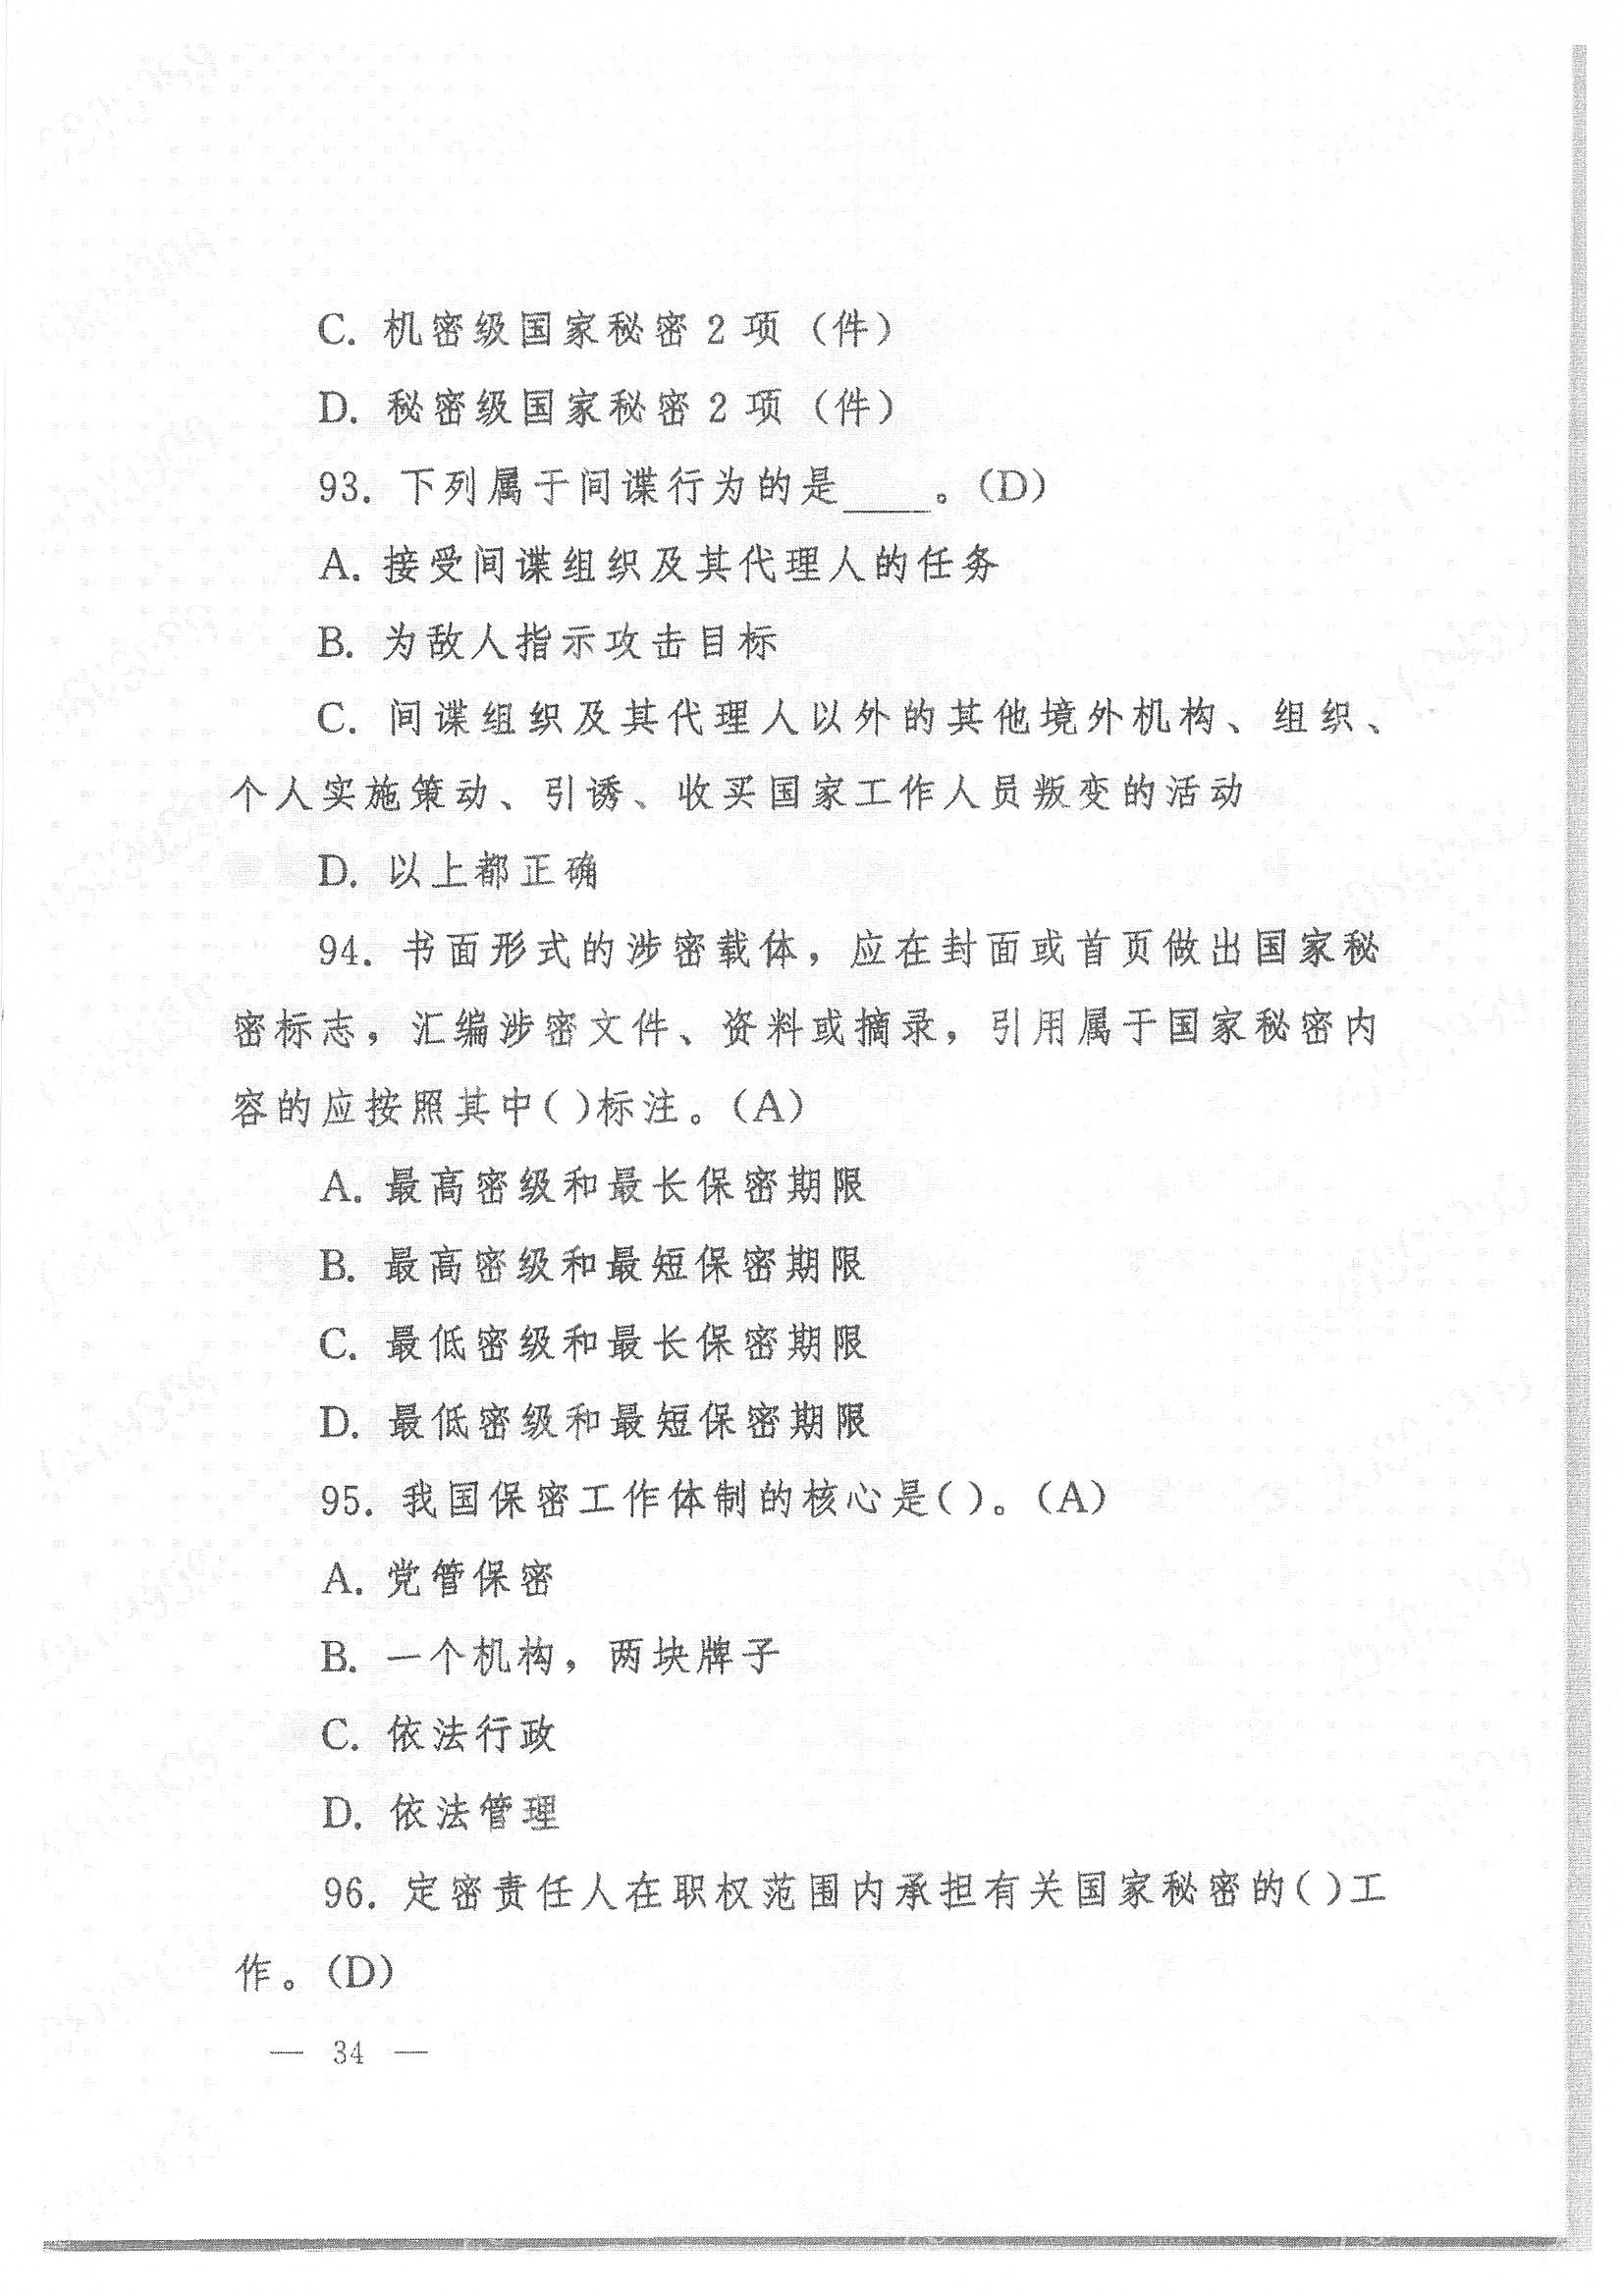 C. 机密级国家秘密 2 项（件）
D. 秘密级国家秘密 2 项（件）
93. 下列属于间谍行为的是____。（D）
A. 接受间谍组织及其代理人的任务
B. 为敌人指示攻击目标
C. 间谍组织及其代理人以外的其他境外机构、组织、
个人实施策动、引诱、收买国家工作人员叛变的活动
D. 以上都正确
94. 书面形式的涉密载体，应在封面或首页做出国家秘
密标志，汇编涉密文件、资料或摘录，引用属于国家秘密内
容的应按照其中( )标注。（A）
A. 最高密级和最长保密期限
B. 最高密级和最短保密期限
C. 最低密级和最长保密期限
D. 最低密级和最短保密期限
95. 我国保密工作体制的核心是( )。（A）
A. 党管保密
B. 一个机构，两块牌子
C. 依法行政
D. 依法管理
96. 定密责任人在职权范围内承担有关国家秘密的( )工
作。（D）
— 34 —